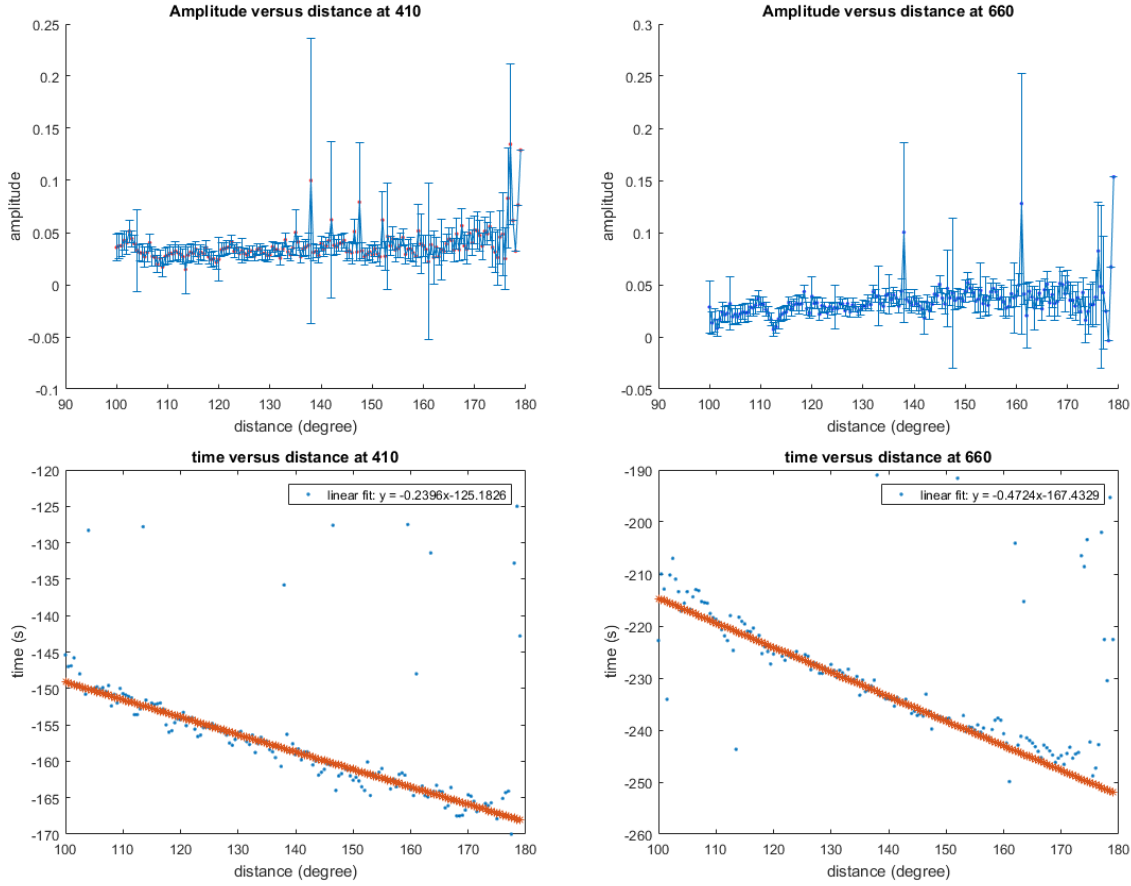 Amplitude versus distance at 410
0.25
0.2
0.15
0.1
0.05
0
-0.05
-0.1
amplitude
90 100 110 120 130 140 150 160 170 180
distance (degree)
Amplitude versus distance at 660
0.3
0.25
0.2
0.15
0.1
0.05
0
-0.05
amplitude
90 100 110 120 130 140 150 160 170 180
distance (degree)
time versus distance at 410
-120
-125
-130
-135
-140
-145
-150
-155
-160
-165
-170
time (s)
linear fit: y = -0.2396x-125.1826
100 110 120 130 140 150 160 170 180
distance (degree)
time versus distance at 660
-190
-200
-210
-220
-230
-240
-250
-260
time (s)
linear fit: y = -0.4724x-167.4329
100 110 120 130 140 150 160 170 180
distance (degree)